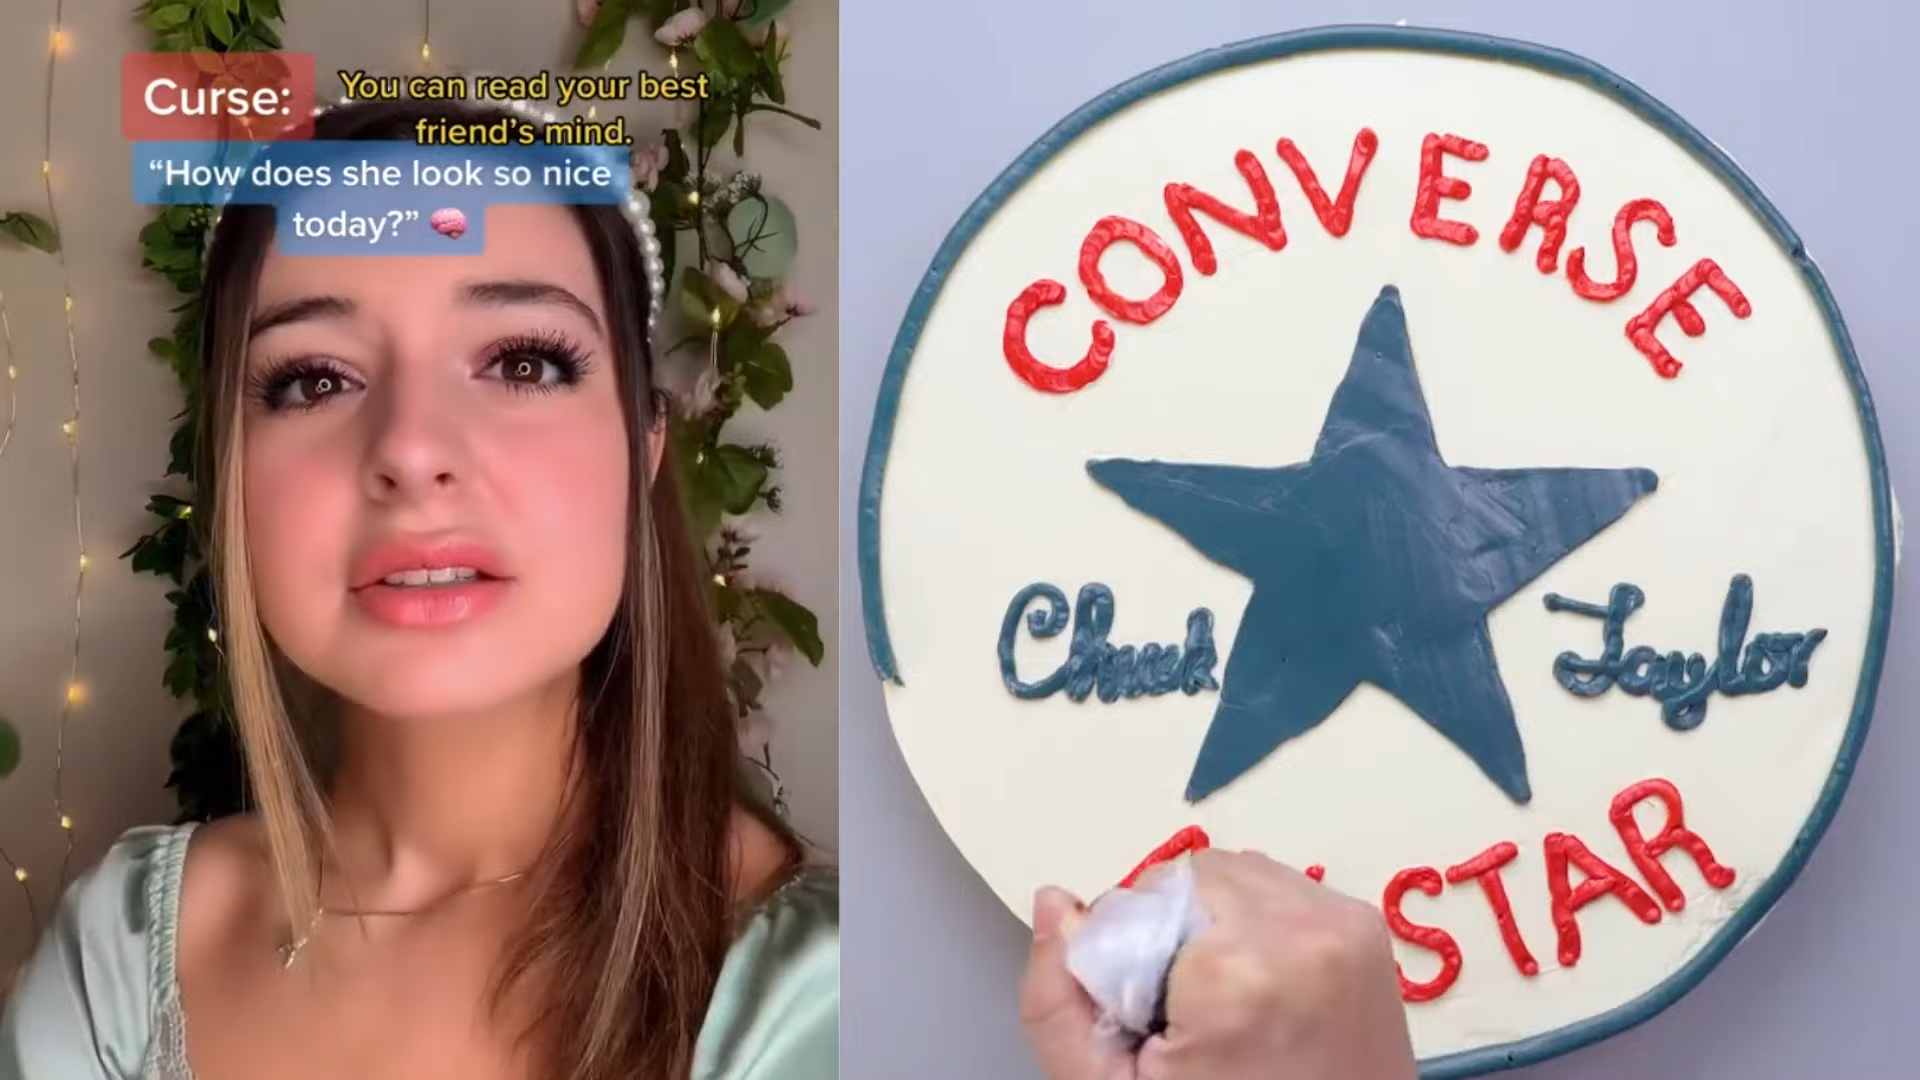 Curse:
You can read your best
friend's mind.
“How does she look so nice
today?” 🧠
CONVERSE
Chuck
Taylor
STAR